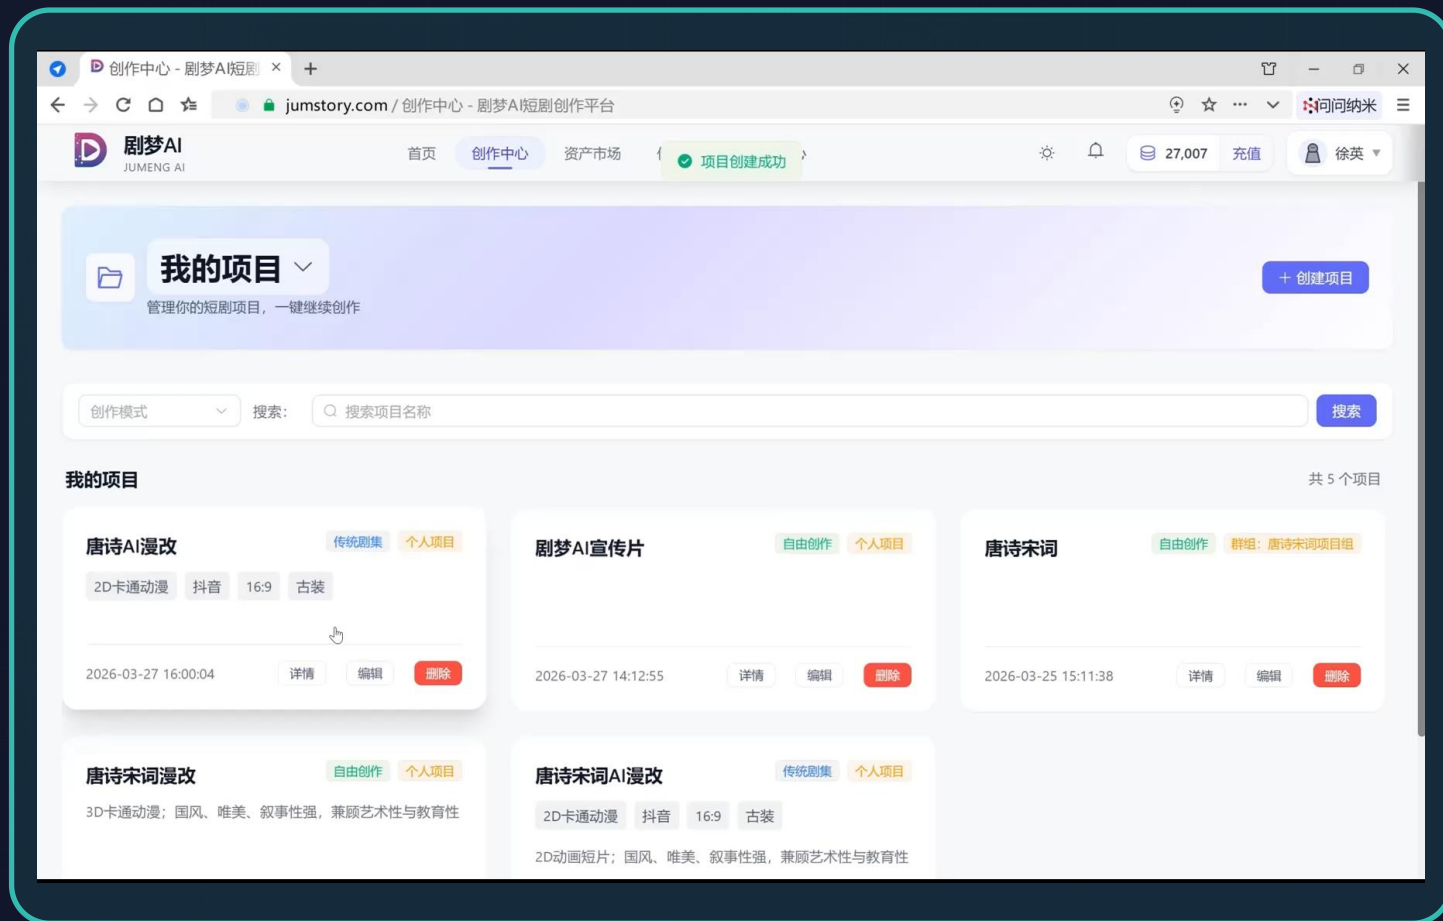 创作中心 - 剧梦AI短剧
jumstory.com / 创作中心 - 剧梦AI短剧创作平台
问问纳米
剧梦AI
JUMENG AI
首页
创作中心
资产市场
项目创建成功
27,007
充值
徐英
我的项目
管理你的短剧项目，一键继续创作
+ 创建项目
创作模式
搜索：
搜索项目名称
搜索
我的项目
共 5 个项目
唐诗AI漫改
传统剧集
个人项目
2D卡通动漫
抖音
16:9
古装
2026-03-27 16:00:04
详情
编辑
删除
剧梦AI宣传片
自由创作
个人项目
2026-03-27 14:12:55
详情
编辑
删除
唐诗宋词
自由创作
群组：唐诗宋词项目组
2026-03-25 15:11:38
详情
编辑
删除
唐诗宋词漫改
自由创作
个人项目
3D卡通动漫；国风、唯美、叙事性强，兼顾艺术性与教育性
唐诗宋词AI漫改
传统剧集
个人项目
2D卡通动漫
抖音
16:9
古装
2D动画短片；国风、唯美、叙事性强，兼顾艺术性与教育性